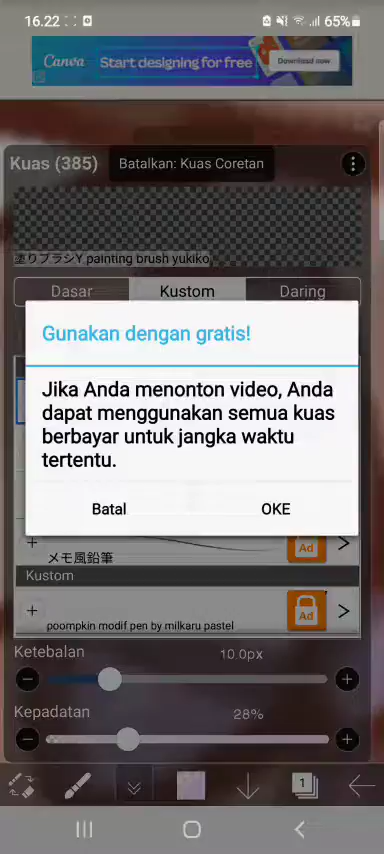 16.22
65%
Canva Start designing for free Download now
Kuas (385)
Batalkan: Kuas Coretan
塗りブラシY painting brush yukiko
Dasar Kustom Daring
Gunakan dengan gratis!
Jika Anda menonton video, Anda
dapat menggunakan semua kuas
berbayar untuk jangka waktu
tertentu.
Batal OKE
+ メモ風鉛筆 Ad >
Kustom
+ poompkin modif pen by milkaru pastel Ad >
Ketebalan 10.0px
Kepadatan 28%
1